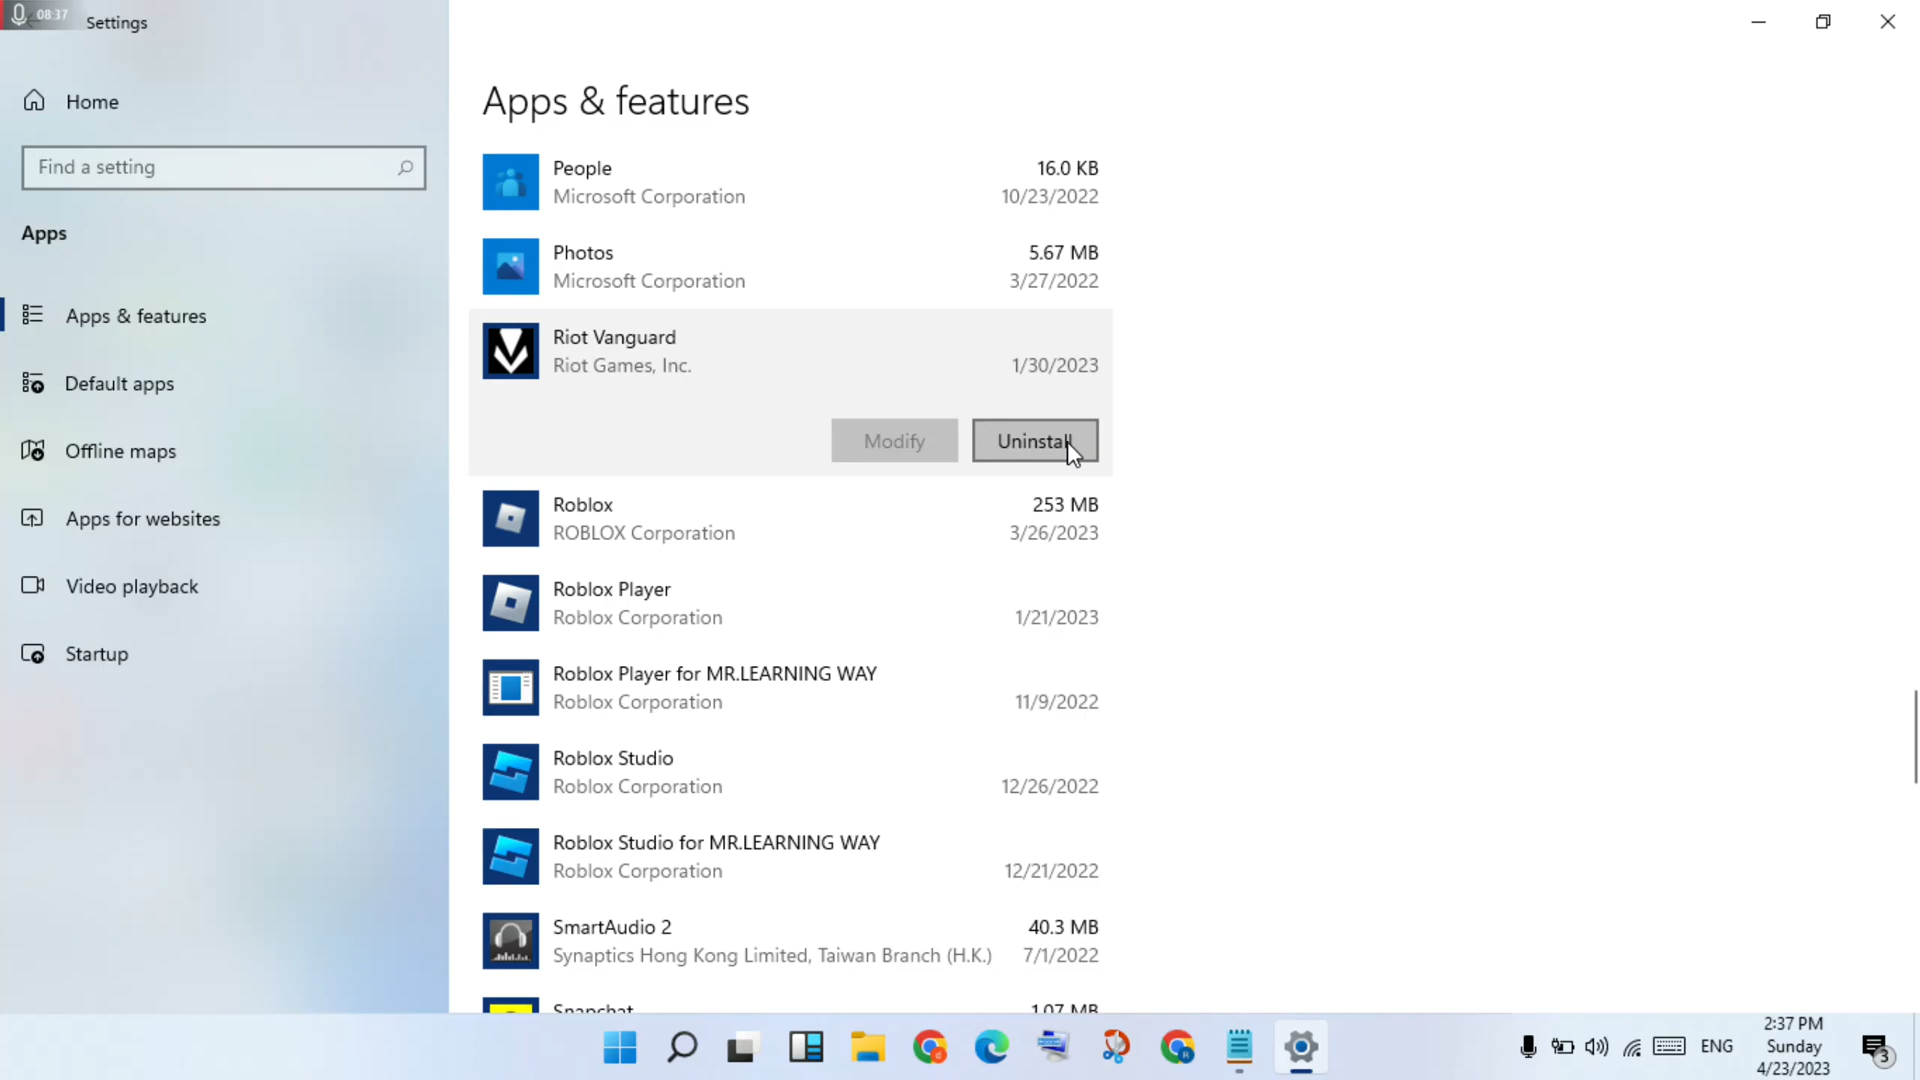 08:37
Settings
Home
Find a setting
Apps
Apps & features
Default apps
Offline maps
Apps for websites
Video playback
Startup
Apps & features
People 16.0 KB
Microsoft Corporation 10/23/2022
Photos 5.67 MB
Microsoft Corporation 3/27/2022
Riot Vanguard
Riot Games, Inc. 1/30/2023
Modify Uninstall
Roblox 253 MB
ROBLOX Corporation 3/26/2023
Roblox Player
Roblox Corporation 1/21/2023
Roblox Player for MR.LEARNING WAY
Roblox Corporation 11/9/2022
Roblox Studio
Roblox Corporation 12/26/2022
Roblox Studio for MR.LEARNING WAY
Roblox Corporation 12/21/2022
SmartAudio 2 40.3 MB
Synaptics Hong Kong Limited, Taiwan Branch (H.K.) 7/1/2022
Snapchat 1.07 MB
ENG
2:37 PM
Sunday
4/23/2023
3